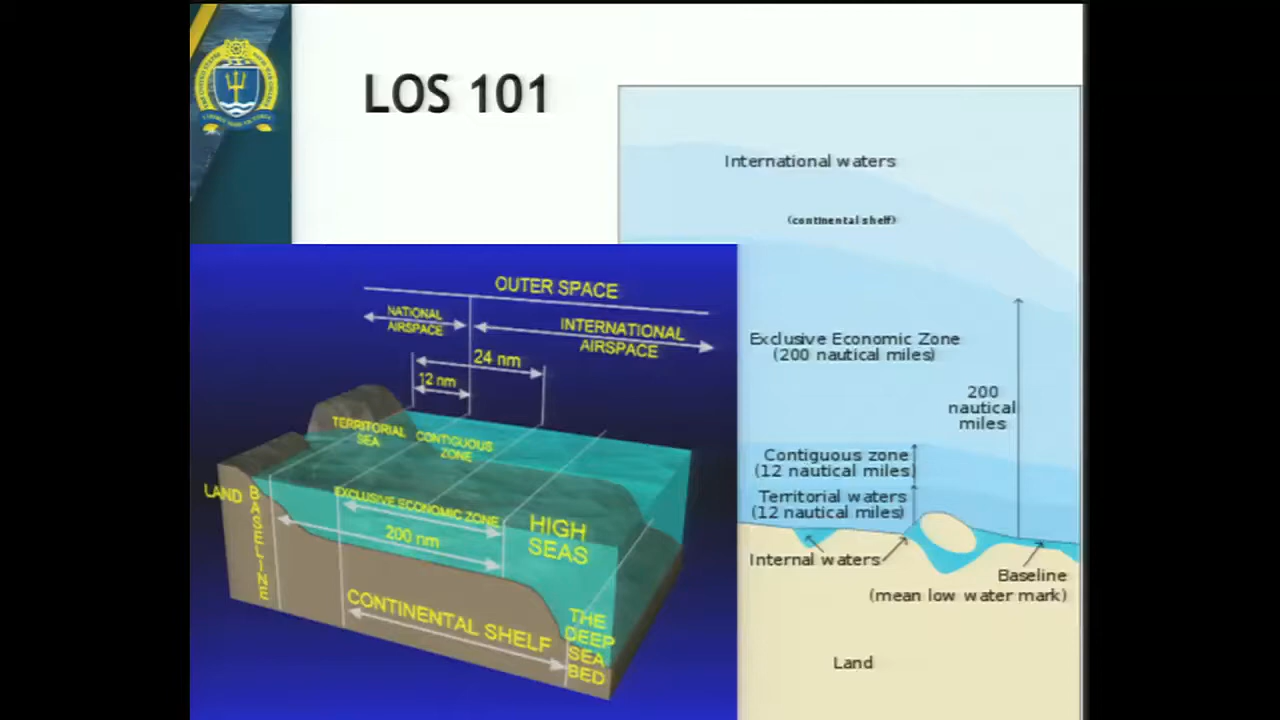 LOS 101
International waters
(continental shelf)
Exclusive Economic Zone
(200 nautical miles)
200
nautical
miles
Contiguous zone
(12 nautical miles)
Territorial waters
(12 nautical miles)
Internal waters
Baseline
(mean low water mark)
Land
OUTER SPACE
NATIONAL
AIRSPACE
INTERNATIONAL
AIRSPACE
24 nm
12 nm
TERRITORIAL
SEA
CONTIGUOUS
ZONE
LAND
BASELINE
EXCLUSIVE ECONOMIC ZONE
200 nm
HIGH
SEAS
CONTINENTAL SHELF
THE
DEEP
SEA
BED